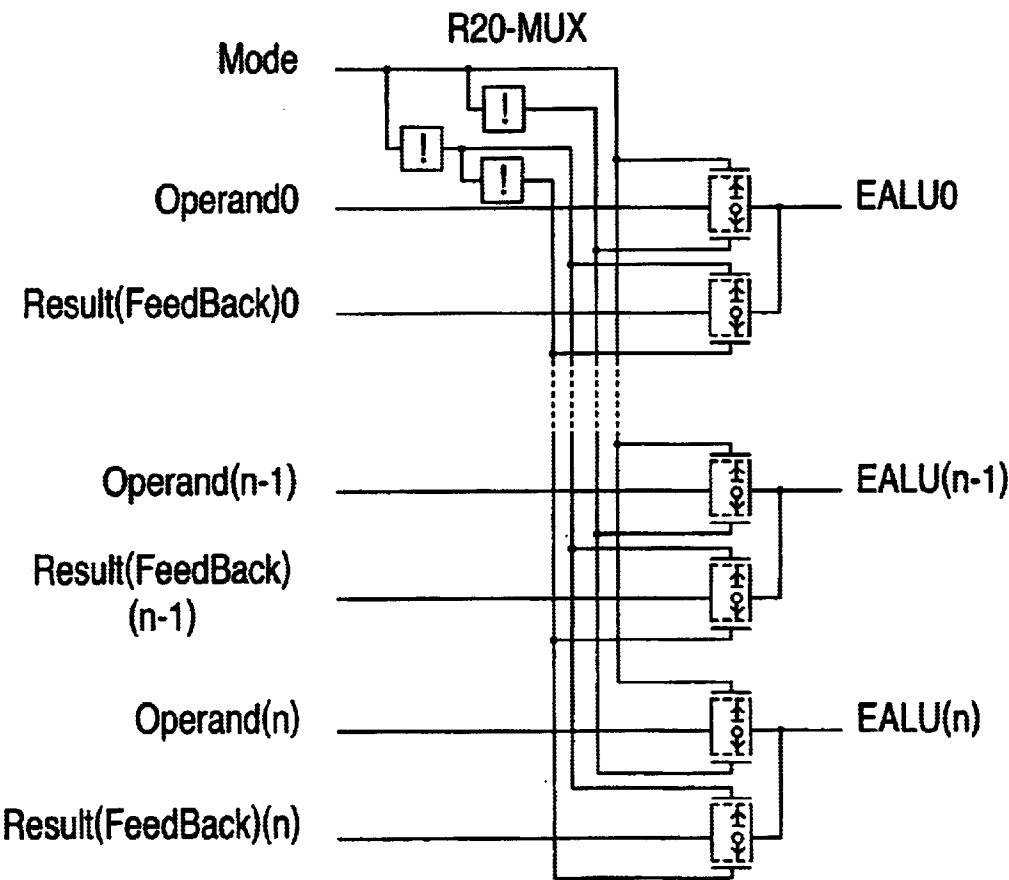 R20-MUX
Mode
!
!
!
Operand0
EALU0
Result(FeedBack)0
Operand(n-1)
EALU(n-1)
Result(FeedBack)
(n-1)
Operand(n)
EALU(n)
Result(FeedBack)(n)